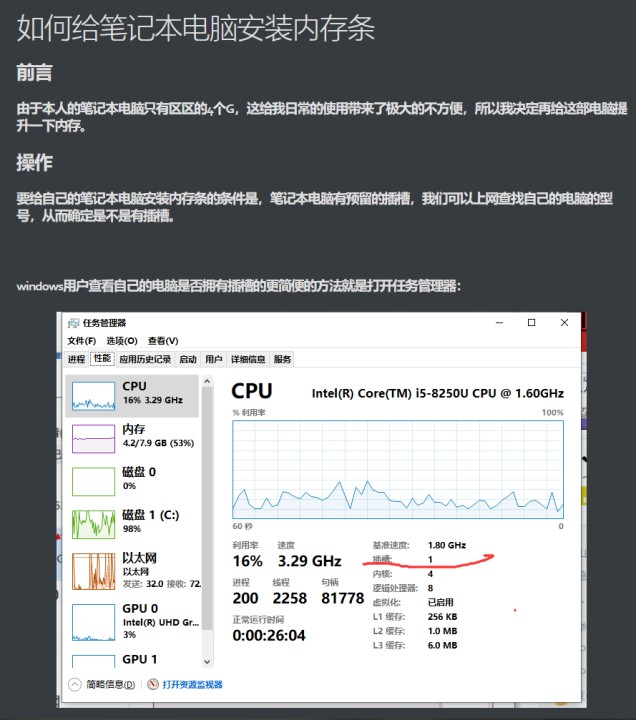 如何给笔记本电脑安装内存条
前言
由于本人的笔记本电脑只有区区的4个G，这给我日常的使用带来了极大的不方便，所以我决定再给这部电脑提
升一下内存。
操作
要给自己的笔记本电脑安装内存条的条件是，笔记本电脑有预留的插槽，我们可以上网查找自己的电脑的型
号，从而确定是不是有插槽。
windows用户查看自己的电脑是否拥有插槽的更简便的方法就是打开任务管理器：
任务管理器
文件(F) 选项(O) 查看(V)
进程 性能 应用历史记录 启动 用户 详细信息 服务
CPU
16% 3.29 GHz
内存
4.2/7.9 GB (53%)
磁盘 0
0%
磁盘 1 (C:)
98%
以太网
以太网
发送: 32.0 接收: 72.
GPU 0
Intel(R) UHD Gr...
3%
GPU 1
CPU Intel(R) Core(TM) i5-8250U CPU @ 1.60GHz
% 利用率 100%
60 秒 0
利用率 速度
16% 3.29 GHz
进程 线程 句柄
200 2258 81778
正常运行时间
0:00:26:04
基准速度: 1.80 GHz
插槽: 1
内核: 4
逻辑处理器: 8
虚拟化: 已启用
L1 缓存: 256 KB
L2 缓存: 1.0 MB
L3 缓存: 6.0 MB
简略信息(D) 打开资源监视器